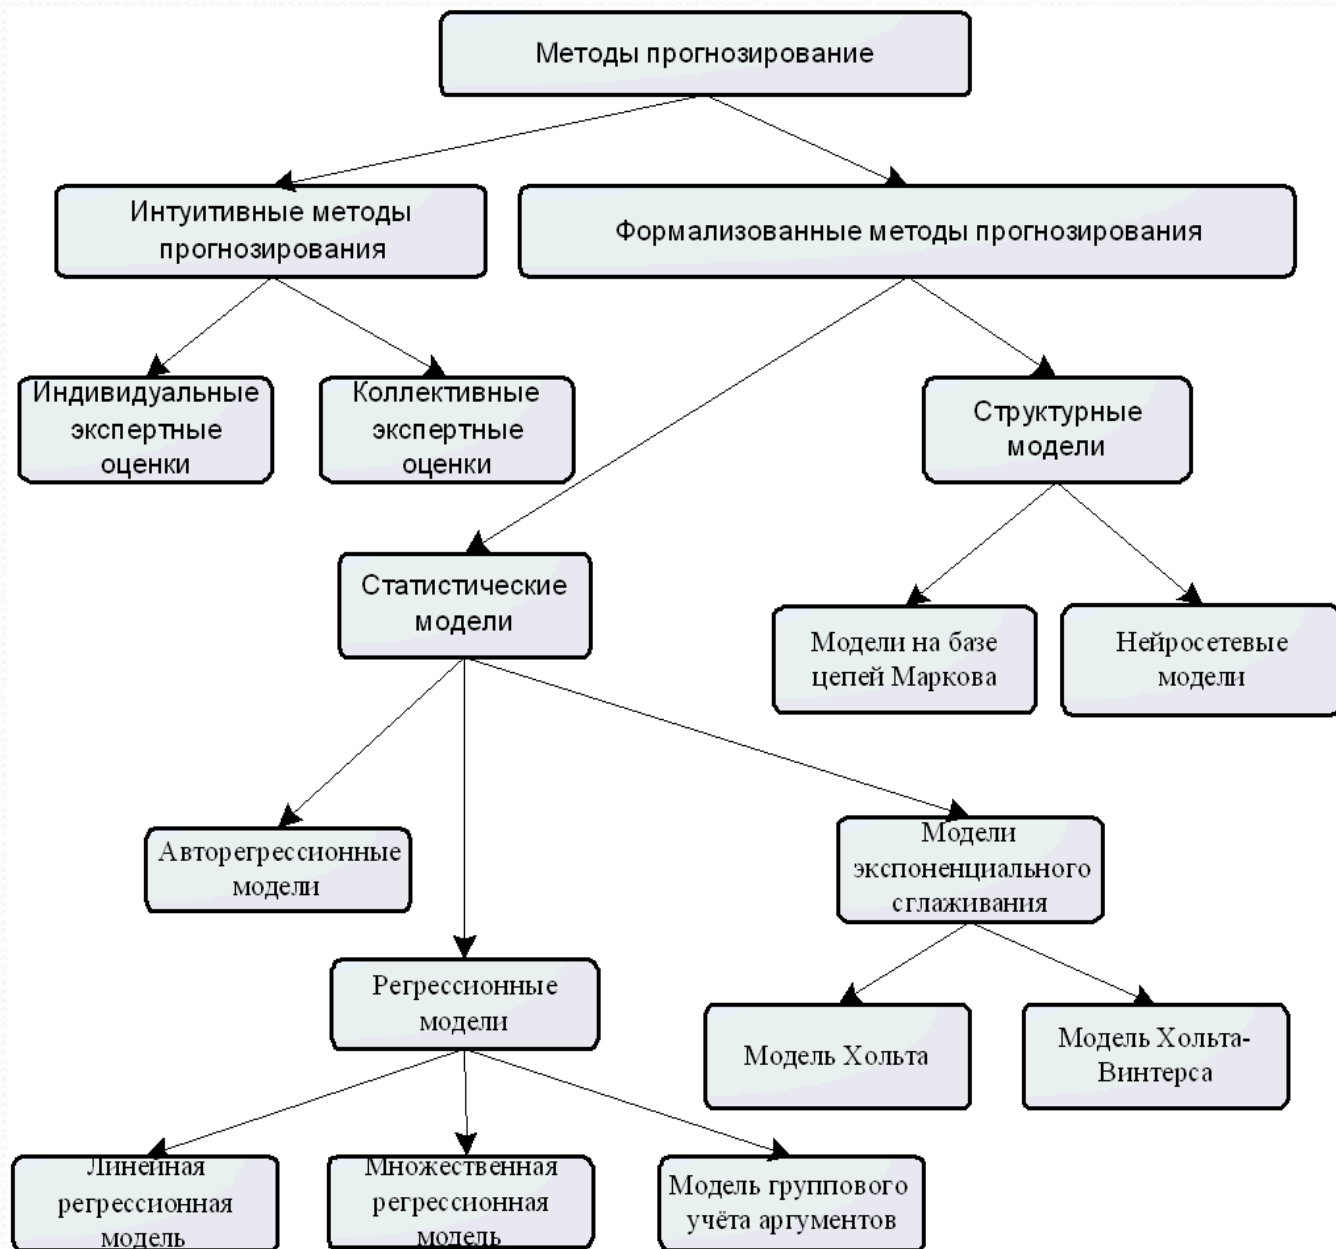 Методы прогнозирование
Интуитивные методы
прогнозирования
Формализованные методы прогнозирования
Индивидуальные
экспертные
оценки
Коллективные
экспертные
оценки
Структурные
модели
Статистические
модели
Модели на базе
цепей Маркова
Нейросетевые
модели
Авторегрессионные
модели
Модели
экспоненциального
сглаживания
Регрессионные
модели
Модель Хольта
Модель Хольта-
Винтерса
Линейная
регрессионная
модель
Множественная
регрессионная
модель
Модель группового
учёта аргументов